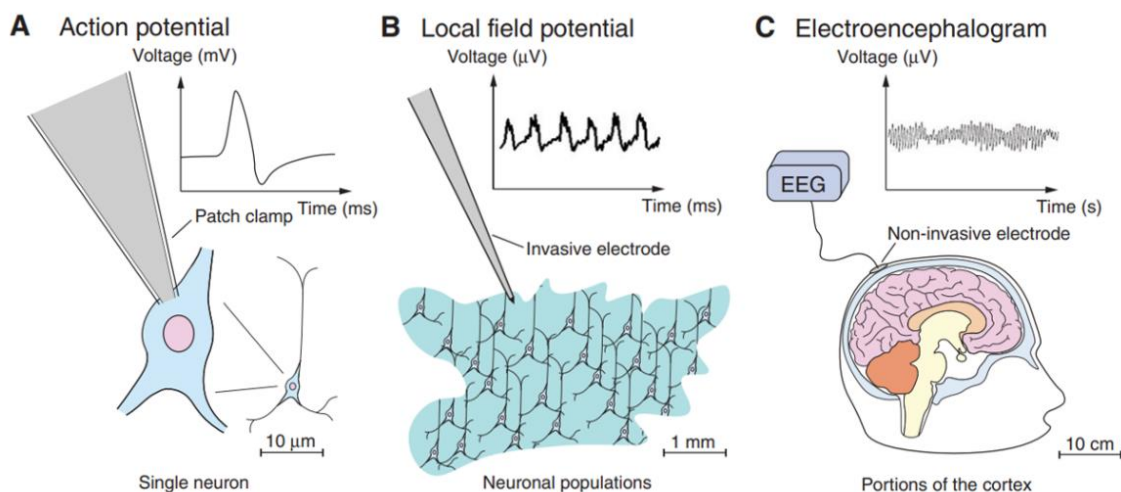 A Action potential
Voltage (mV)
Time (ms)
Patch clamp
10 μm
Single neuron
B Local field potential
Voltage (μV)
Time (ms)
Invasive electrode
1 mm
Neuronal populations
C Electroencephalogram
Voltage (μV)
EEG
Time (s)
Non-invasive electrode
10 cm
Portions of the cortex